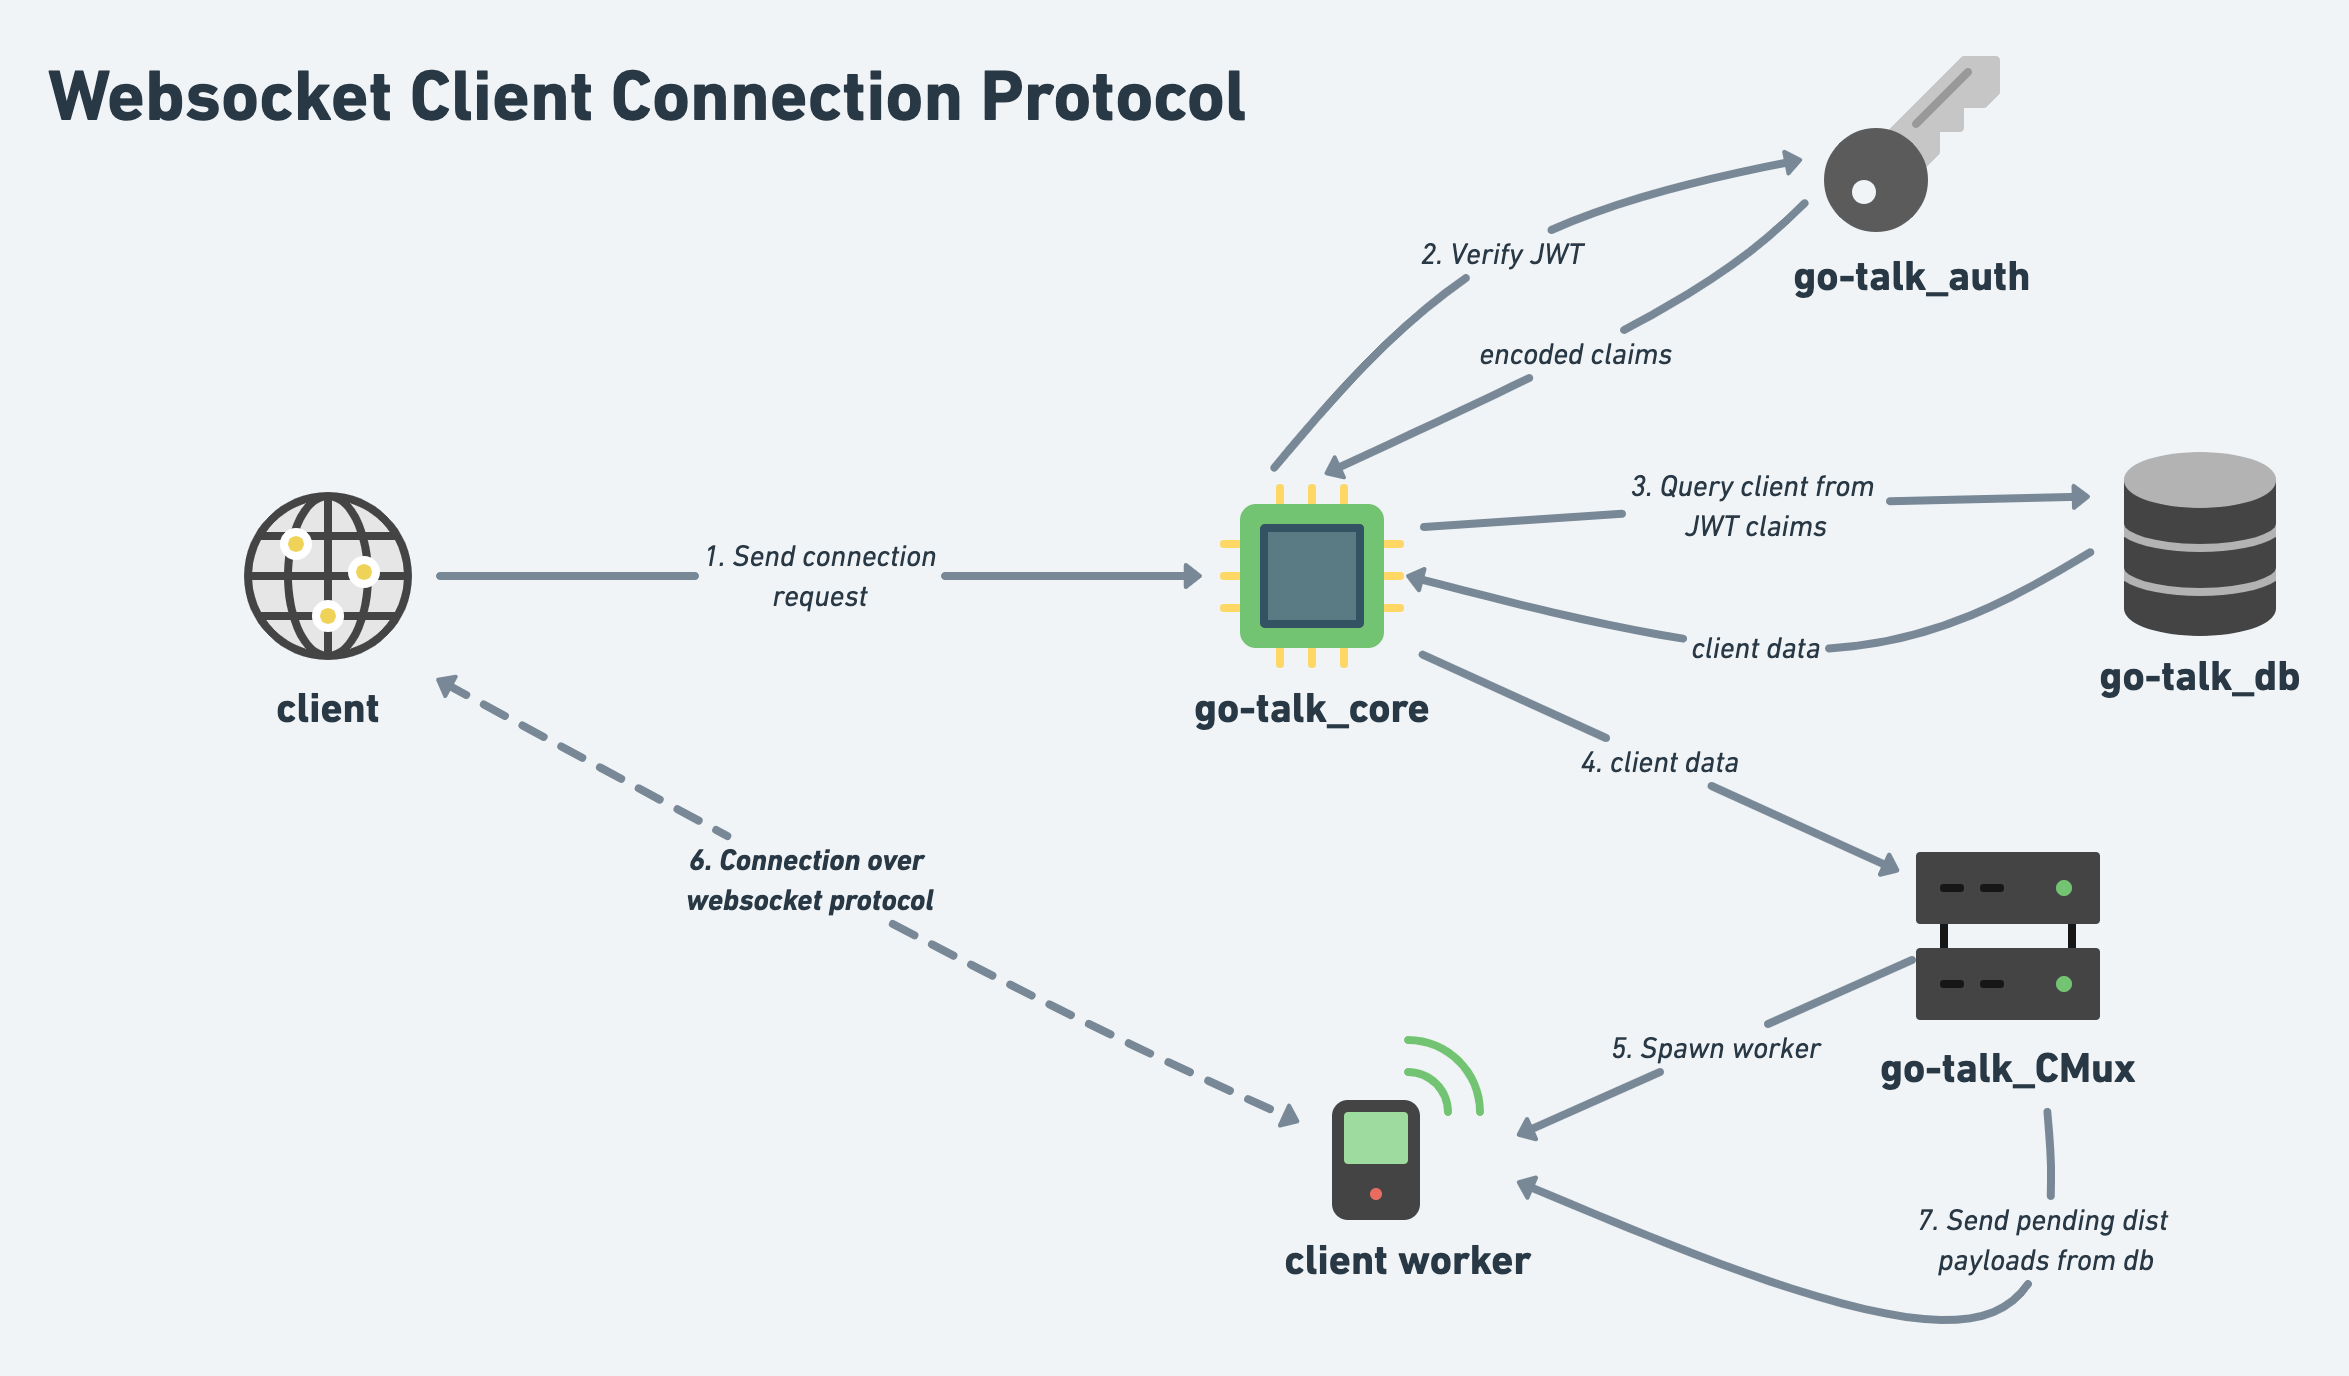 Websocket Client Connection Protocol
2. Verify JWT
go-talk_auth
encoded claims
3. Query client from
JWT claims
1. Send connection
request
client data
go-talk_db
client
go-talk_core
4. client data
6. Connection over
websocket protocol
5. Spawn worker
go-talk_CMux
7. Send pending dist
payloads from db
client worker